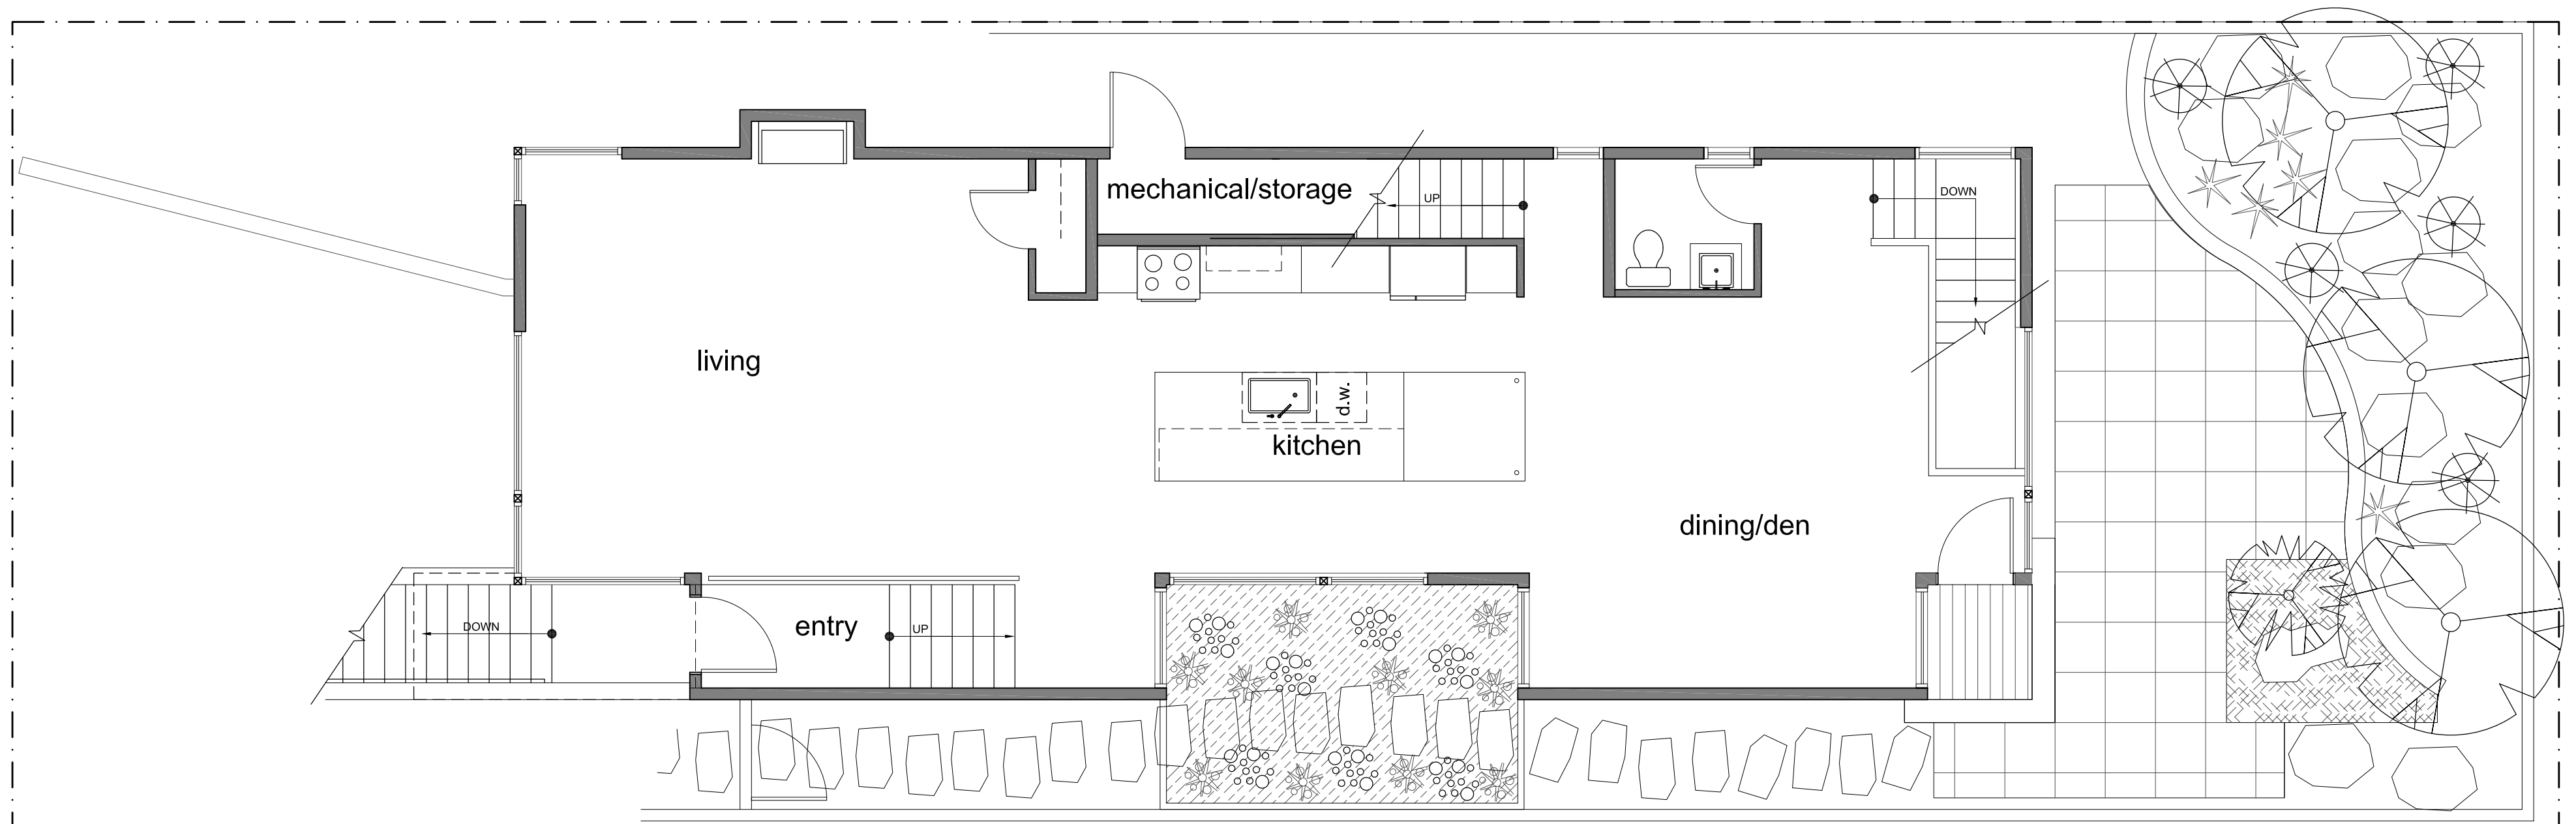 mechanical/storage
UP
DOWN
living
d.w.
kitchen
dining/den
DOWN
entry
UP